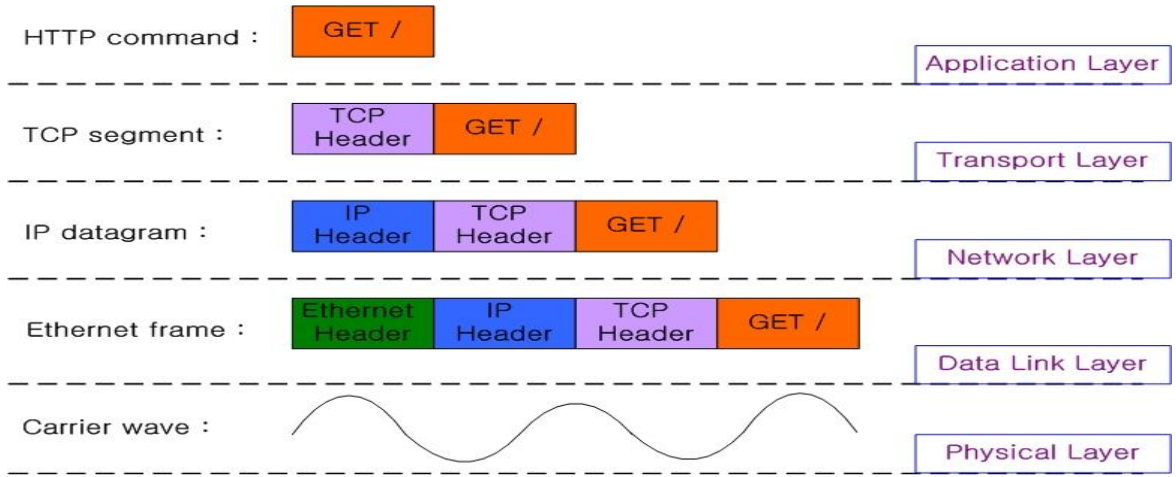 HTTP command :
GET /
Application Layer
TCP segment :
TCP
Header
GET /
Transport Layer
IP datagram :
IP
Header
TCP
Header
GET /
Network Layer
Ethernet frame :
Ethernet
Header
IP
Header
TCP
Header
GET /
Data Link Layer
Carrier wave :
Physical Layer